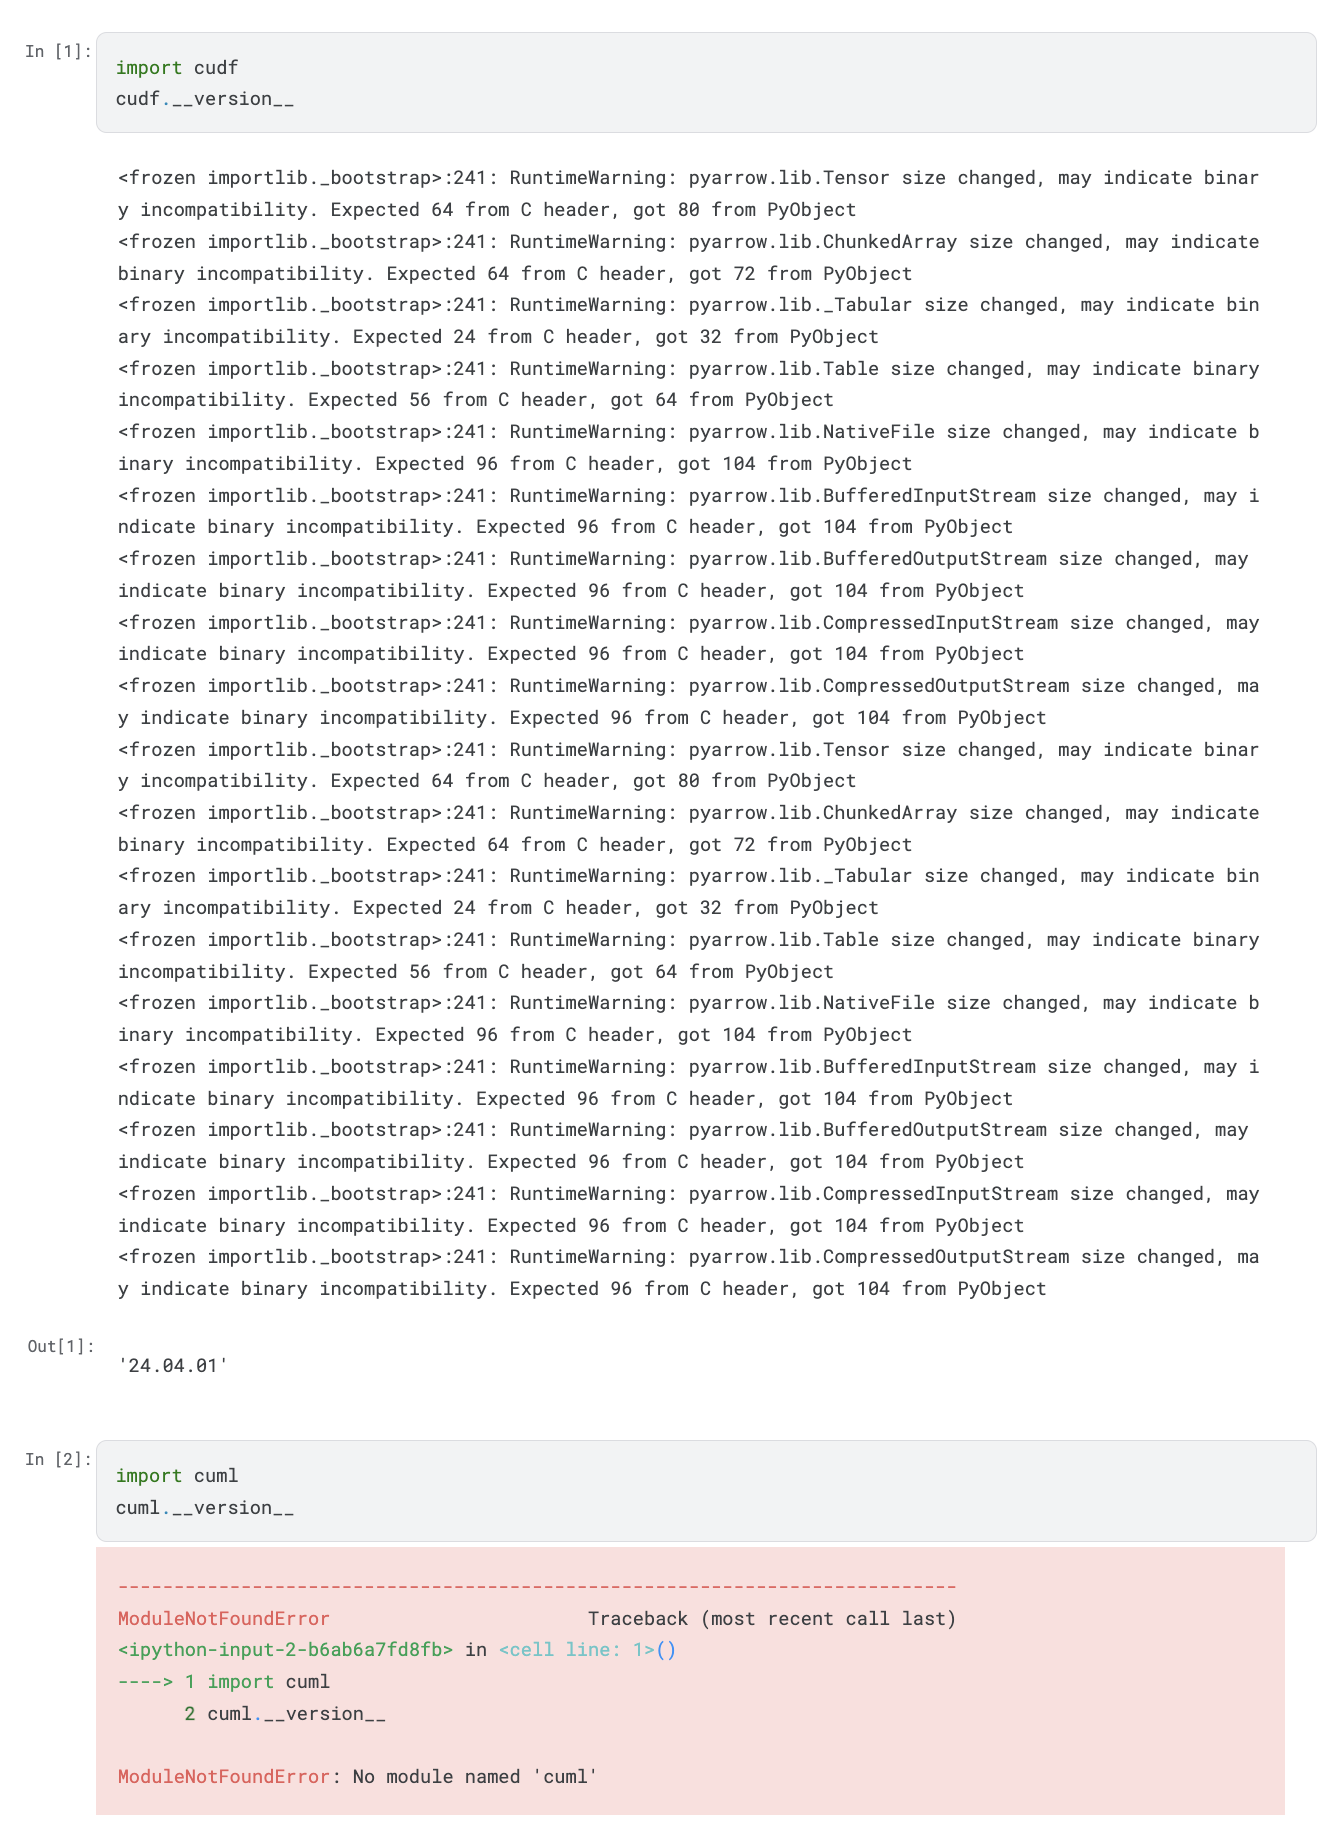 In [1]:
import cudf
cudf.__version__
<frozen importlib._bootstrap>:241: RuntimeWarning: pyarrow.lib.Tensor size changed, may indicate binar
y incompatibility. Expected 64 from C header, got 80 from PyObject
<frozen importlib._bootstrap>:241: RuntimeWarning: pyarrow.lib.ChunkedArray size changed, may indicate
binary incompatibility. Expected 64 from C header, got 72 from PyObject
<frozen importlib._bootstrap>:241: RuntimeWarning: pyarrow.lib._Tabular size changed, may indicate bin
ary incompatibility. Expected 24 from C header, got 32 from PyObject
<frozen importlib._bootstrap>:241: RuntimeWarning: pyarrow.lib.Table size changed, may indicate binary
incompatibility. Expected 56 from C header, got 64 from PyObject
<frozen importlib._bootstrap>:241: RuntimeWarning: pyarrow.lib.NativeFile size changed, may indicate b
inary incompatibility. Expected 96 from C header, got 104 from PyObject
<frozen importlib._bootstrap>:241: RuntimeWarning: pyarrow.lib.BufferedInputStream size changed, may i
ndicate binary incompatibility. Expected 96 from C header, got 104 from PyObject
<frozen importlib._bootstrap>:241: RuntimeWarning: pyarrow.lib.BufferedOutputStream size changed, may
indicate binary incompatibility. Expected 96 from C header, got 104 from PyObject
<frozen importlib._bootstrap>:241: RuntimeWarning: pyarrow.lib.CompressedInputStream size changed, may
indicate binary incompatibility. Expected 96 from C header, got 104 from PyObject
<frozen importlib._bootstrap>:241: RuntimeWarning: pyarrow.lib.CompressedOutputStream size changed, ma
y indicate binary incompatibility. Expected 96 from C header, got 104 from PyObject
<frozen importlib._bootstrap>:241: RuntimeWarning: pyarrow.lib.Tensor size changed, may indicate binar
y incompatibility. Expected 64 from C header, got 80 from PyObject
<frozen importlib._bootstrap>:241: RuntimeWarning: pyarrow.lib.ChunkedArray size changed, may indicate
binary incompatibility. Expected 64 from C header, got 72 from PyObject
<frozen importlib._bootstrap>:241: RuntimeWarning: pyarrow.lib._Tabular size changed, may indicate bin
ary incompatibility. Expected 24 from C header, got 32 from PyObject
<frozen importlib._bootstrap>:241: RuntimeWarning: pyarrow.lib.Table size changed, may indicate binary
incompatibility. Expected 56 from C header, got 64 from PyObject
<frozen importlib._bootstrap>:241: RuntimeWarning: pyarrow.lib.NativeFile size changed, may indicate b
inary incompatibility. Expected 96 from C header, got 104 from PyObject
<frozen importlib._bootstrap>:241: RuntimeWarning: pyarrow.lib.BufferedInputStream size changed, may i
ndicate binary incompatibility. Expected 96 from C header, got 104 from PyObject
<frozen importlib._bootstrap>:241: RuntimeWarning: pyarrow.lib.BufferedOutputStream size changed, may
indicate binary incompatibility. Expected 96 from C header, got 104 from PyObject
<frozen importlib._bootstrap>:241: RuntimeWarning: pyarrow.lib.CompressedInputStream size changed, may
indicate binary incompatibility. Expected 96 from C header, got 104 from PyObject
<frozen importlib._bootstrap>:241: RuntimeWarning: pyarrow.lib.CompressedOutputStream size changed, ma
y indicate binary incompatibility. Expected 96 from C header, got 104 from PyObject
Out[1]:
'24.04.01'
In [2]:
import cuml
cuml.__version__
---------------------------------------------------------------------------
ModuleNotFoundError                       Traceback (most recent call last)
<ipython-input-2-b6ab6a7fd8fb> in <cell line: 1>()
----> 1 import cuml
      2 cuml.__version__
ModuleNotFoundError: No module named 'cuml'